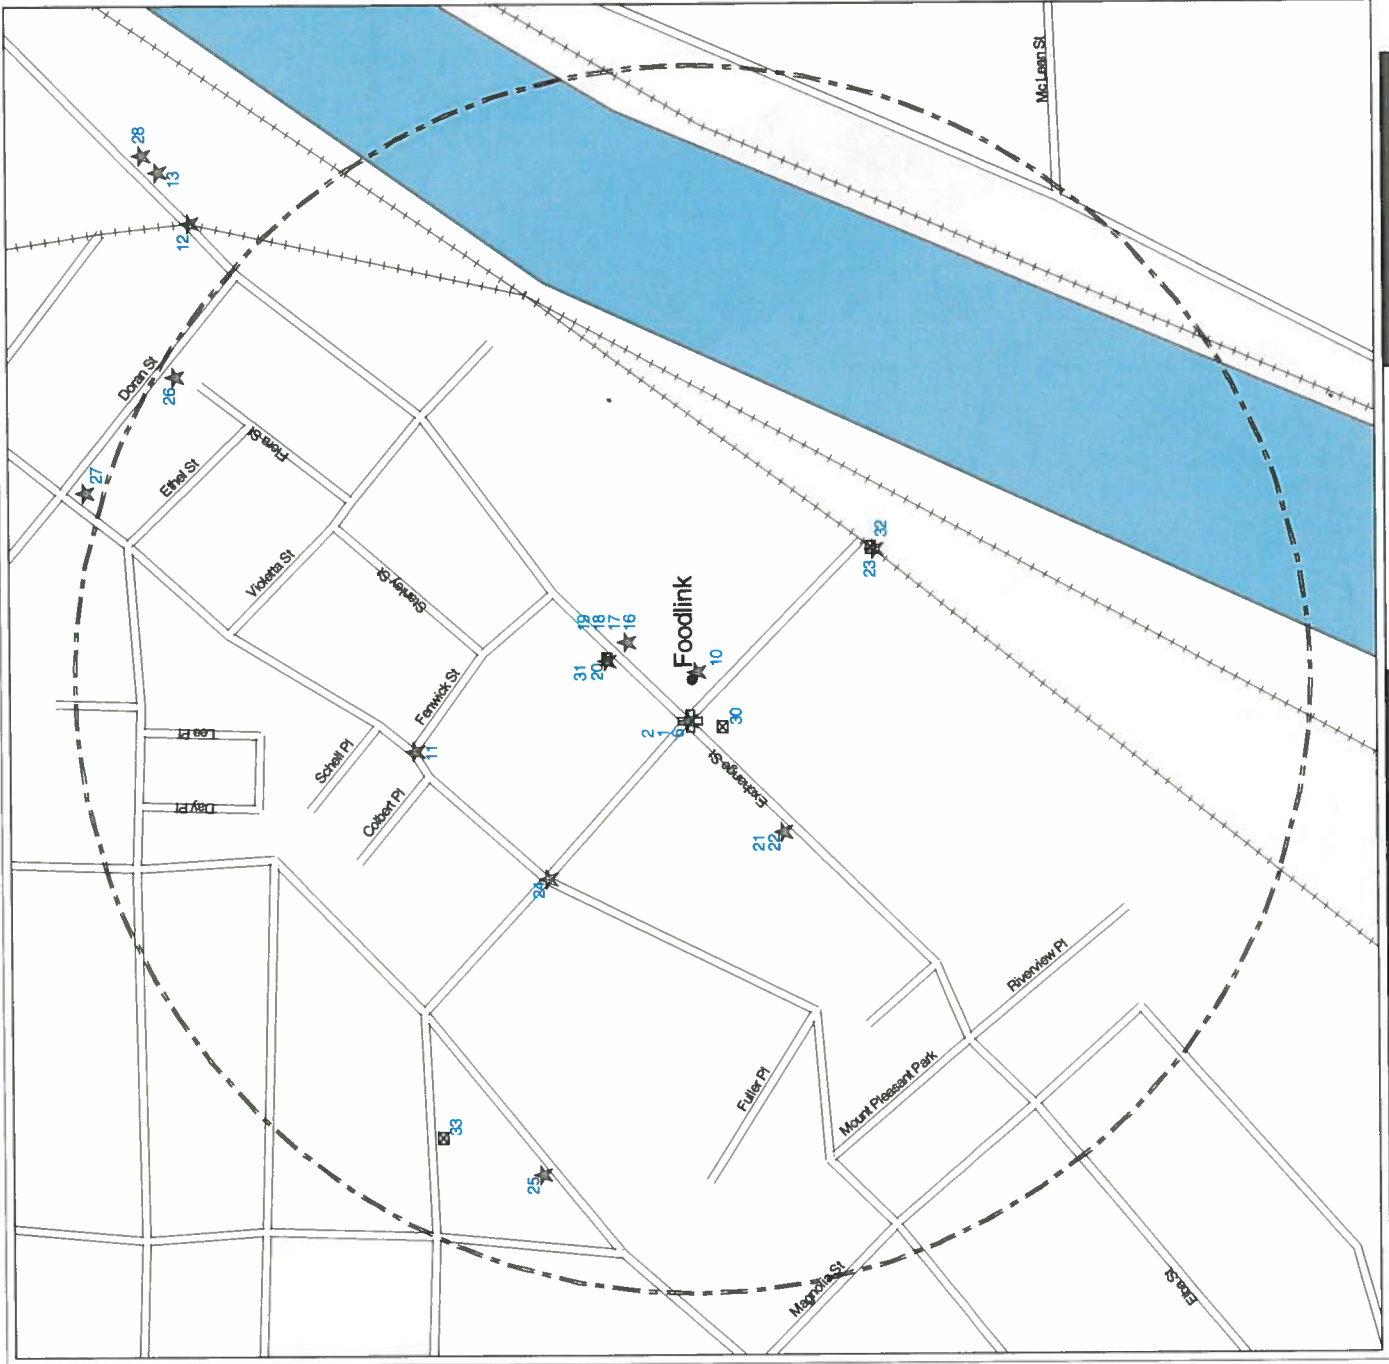 McLean St
28
13
12
Doran St
26
27
Ethel St
Flora St
Violetta St
Stanley St
19
18
17
16
31
20
Foodlink
10
32
23
Fenwick St
Lee Pl
Schell Pl
11
2
1
6
30
Day Pl
Colbert Pl
Exchange St
21
22
24
Riverview Pl
Fuller Pl
Mount Pleasant Park
33
25
Magnolia St
Elba St